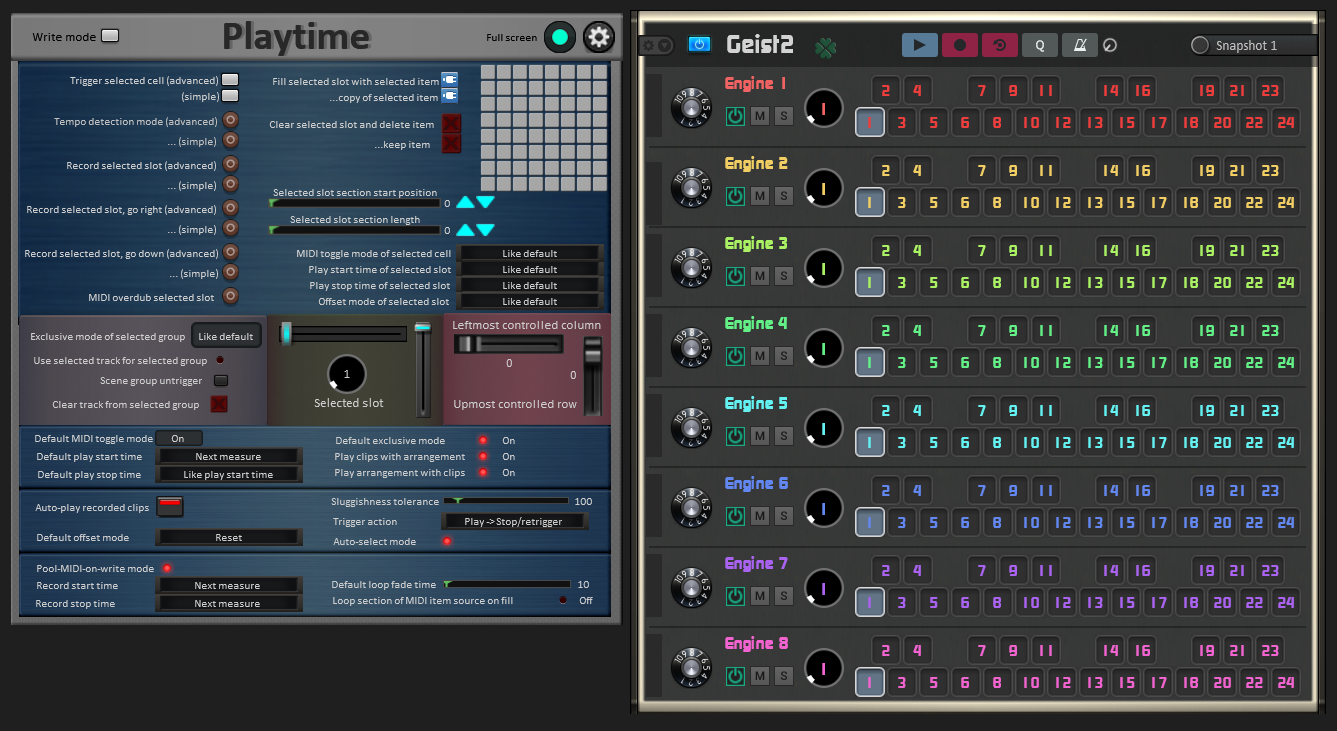 Write mode
Playtime
Full screen
Trigger selected cell (advanced)
(simple)
Tempo detection mode (advanced)
... (simple)
Record selected slot (advanced)
... (simple)
Record selected slot, go right (advanced)
... (simple)
Record selected slot, go down (advanced)
... (simple)
MIDI overdub selected slot
Fill selected slot with selected item
...copy of selected item
Clear selected slot and delete item
...keep item
Selected slot section start position
0
Selected slot section length
0
MIDI toggle mode of selected cell Like default
Play start time of selected slot Like default
Play stop time of selected slot Like default
Offset mode of selected slot Like default
Exclusive mode of selected group Like default
Use selected track for selected group
Scene group untrigger
Clear track from selected group
1
Selected slot
Leftmost controlled column
0
0
Upmost controlled row
Default MIDI toggle mode On
Default play start time Next measure
Default play stop time Like play start time
Default exclusive mode On
Play clips with arrangement On
Play arrangement with clips On
Auto-play recorded clips
Default offset mode Reset
Sluggishness tolerance 100
Trigger action Play->Stop/retrigger
Auto-select mode
Pool-MIDI-on-write mode
Record start time Next measure
Record stop time Next measure
Default loop fade time 10
Loop section of MIDI item source on fill Off
Geist2
Q
Snapshot 1
Engine 1
M S
1
2 4 7 9 11 14 16 19 21 23
1 3 5 6 8 10 12 13 15 17 18 20 22 24
Engine 2
M S
1
2 4 7 9 11 14 16 19 21 23
1 3 5 6 8 10 12 13 15 17 18 20 22 24
Engine 3
M S
1
2 4 7 9 11 14 16 19 21 23
1 3 5 6 8 10 12 13 15 17 18 20 22 24
Engine 4
M S
1
2 4 7 9 11 14 16 19 21 23
1 3 5 6 8 10 12 13 15 17 18 20 22 24
Engine 5
M S
1
2 4 7 9 11 14 16 19 21 23
1 3 5 6 8 10 12 13 15 17 18 20 22 24
Engine 6
M S
1
2 4 7 9 11 14 16 19 21 23
1 3 5 6 8 10 12 13 15 17 18 20 22 24
Engine 7
M S
1
2 4 7 9 11 14 16 19 21 23
1 3 5 6 8 10 12 13 15 17 18 20 22 24
Engine 8
M S
1
2 4 7 9 11 14 16 19 21 23
1 3 5 6 8 10 12 13 15 17 18 20 22 24